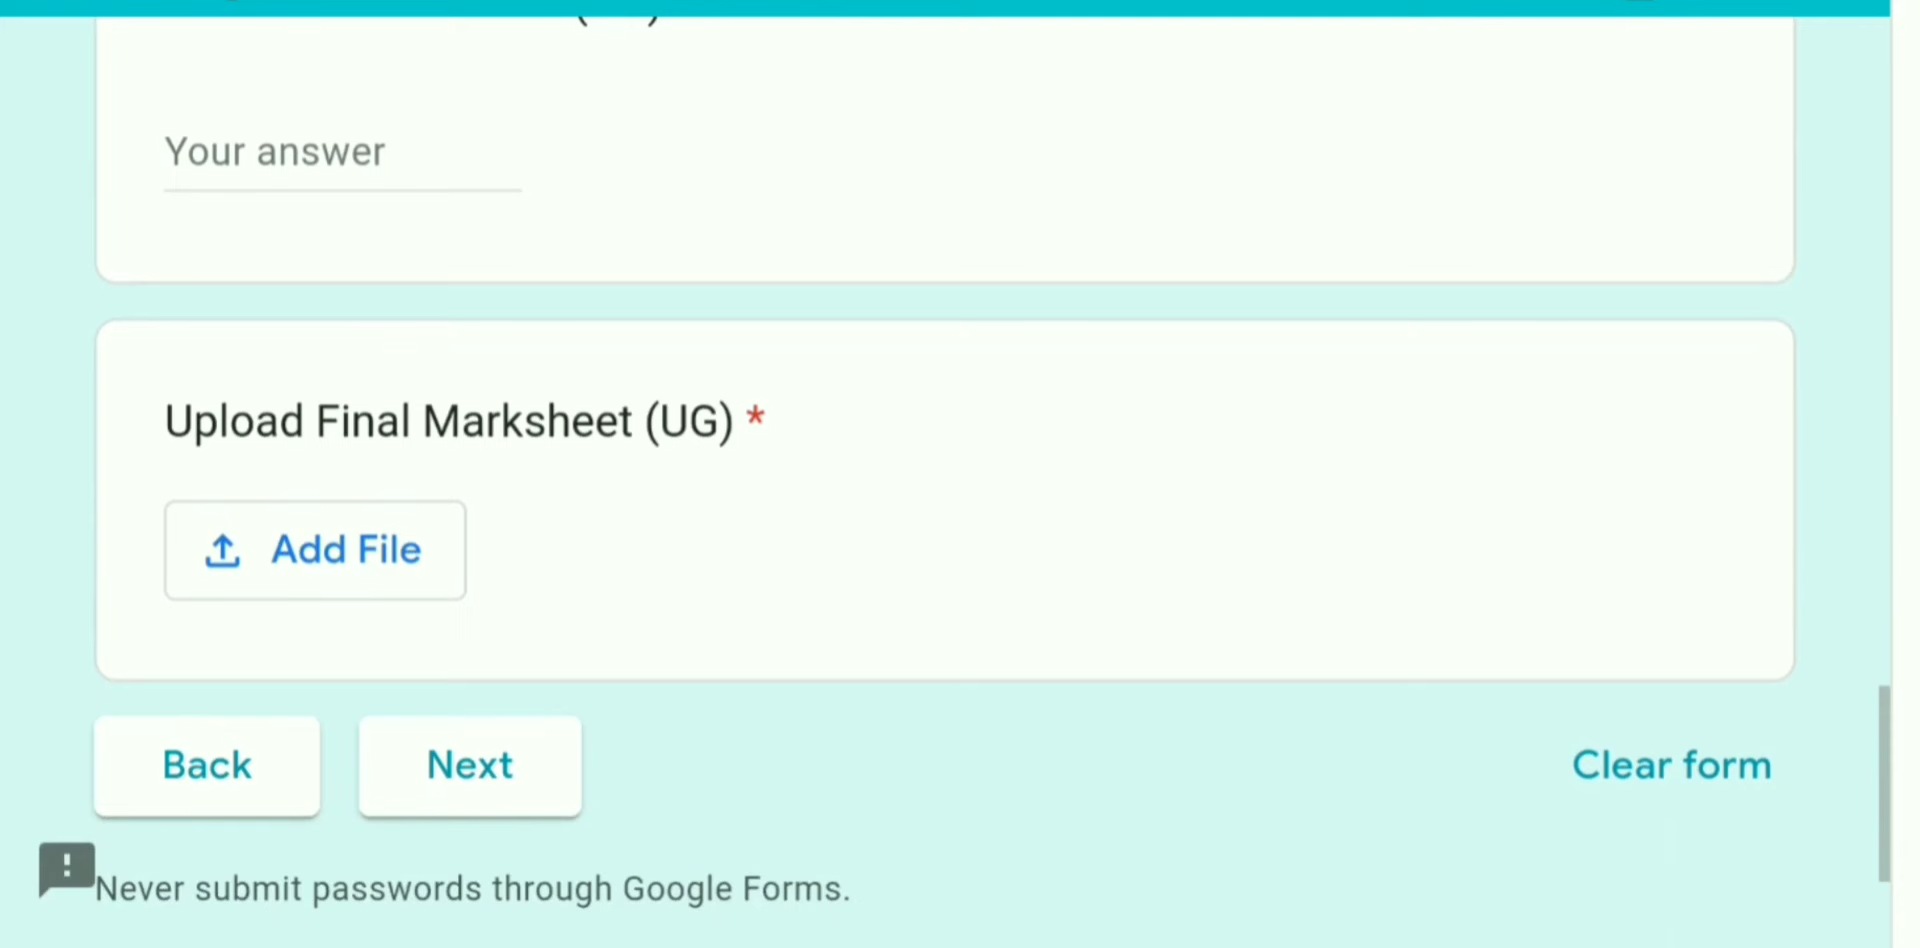 Your answer
Upload Final Marksheet (UG) *
Add File
Back
Next
Clear form
Never submit passwords through Google Forms.